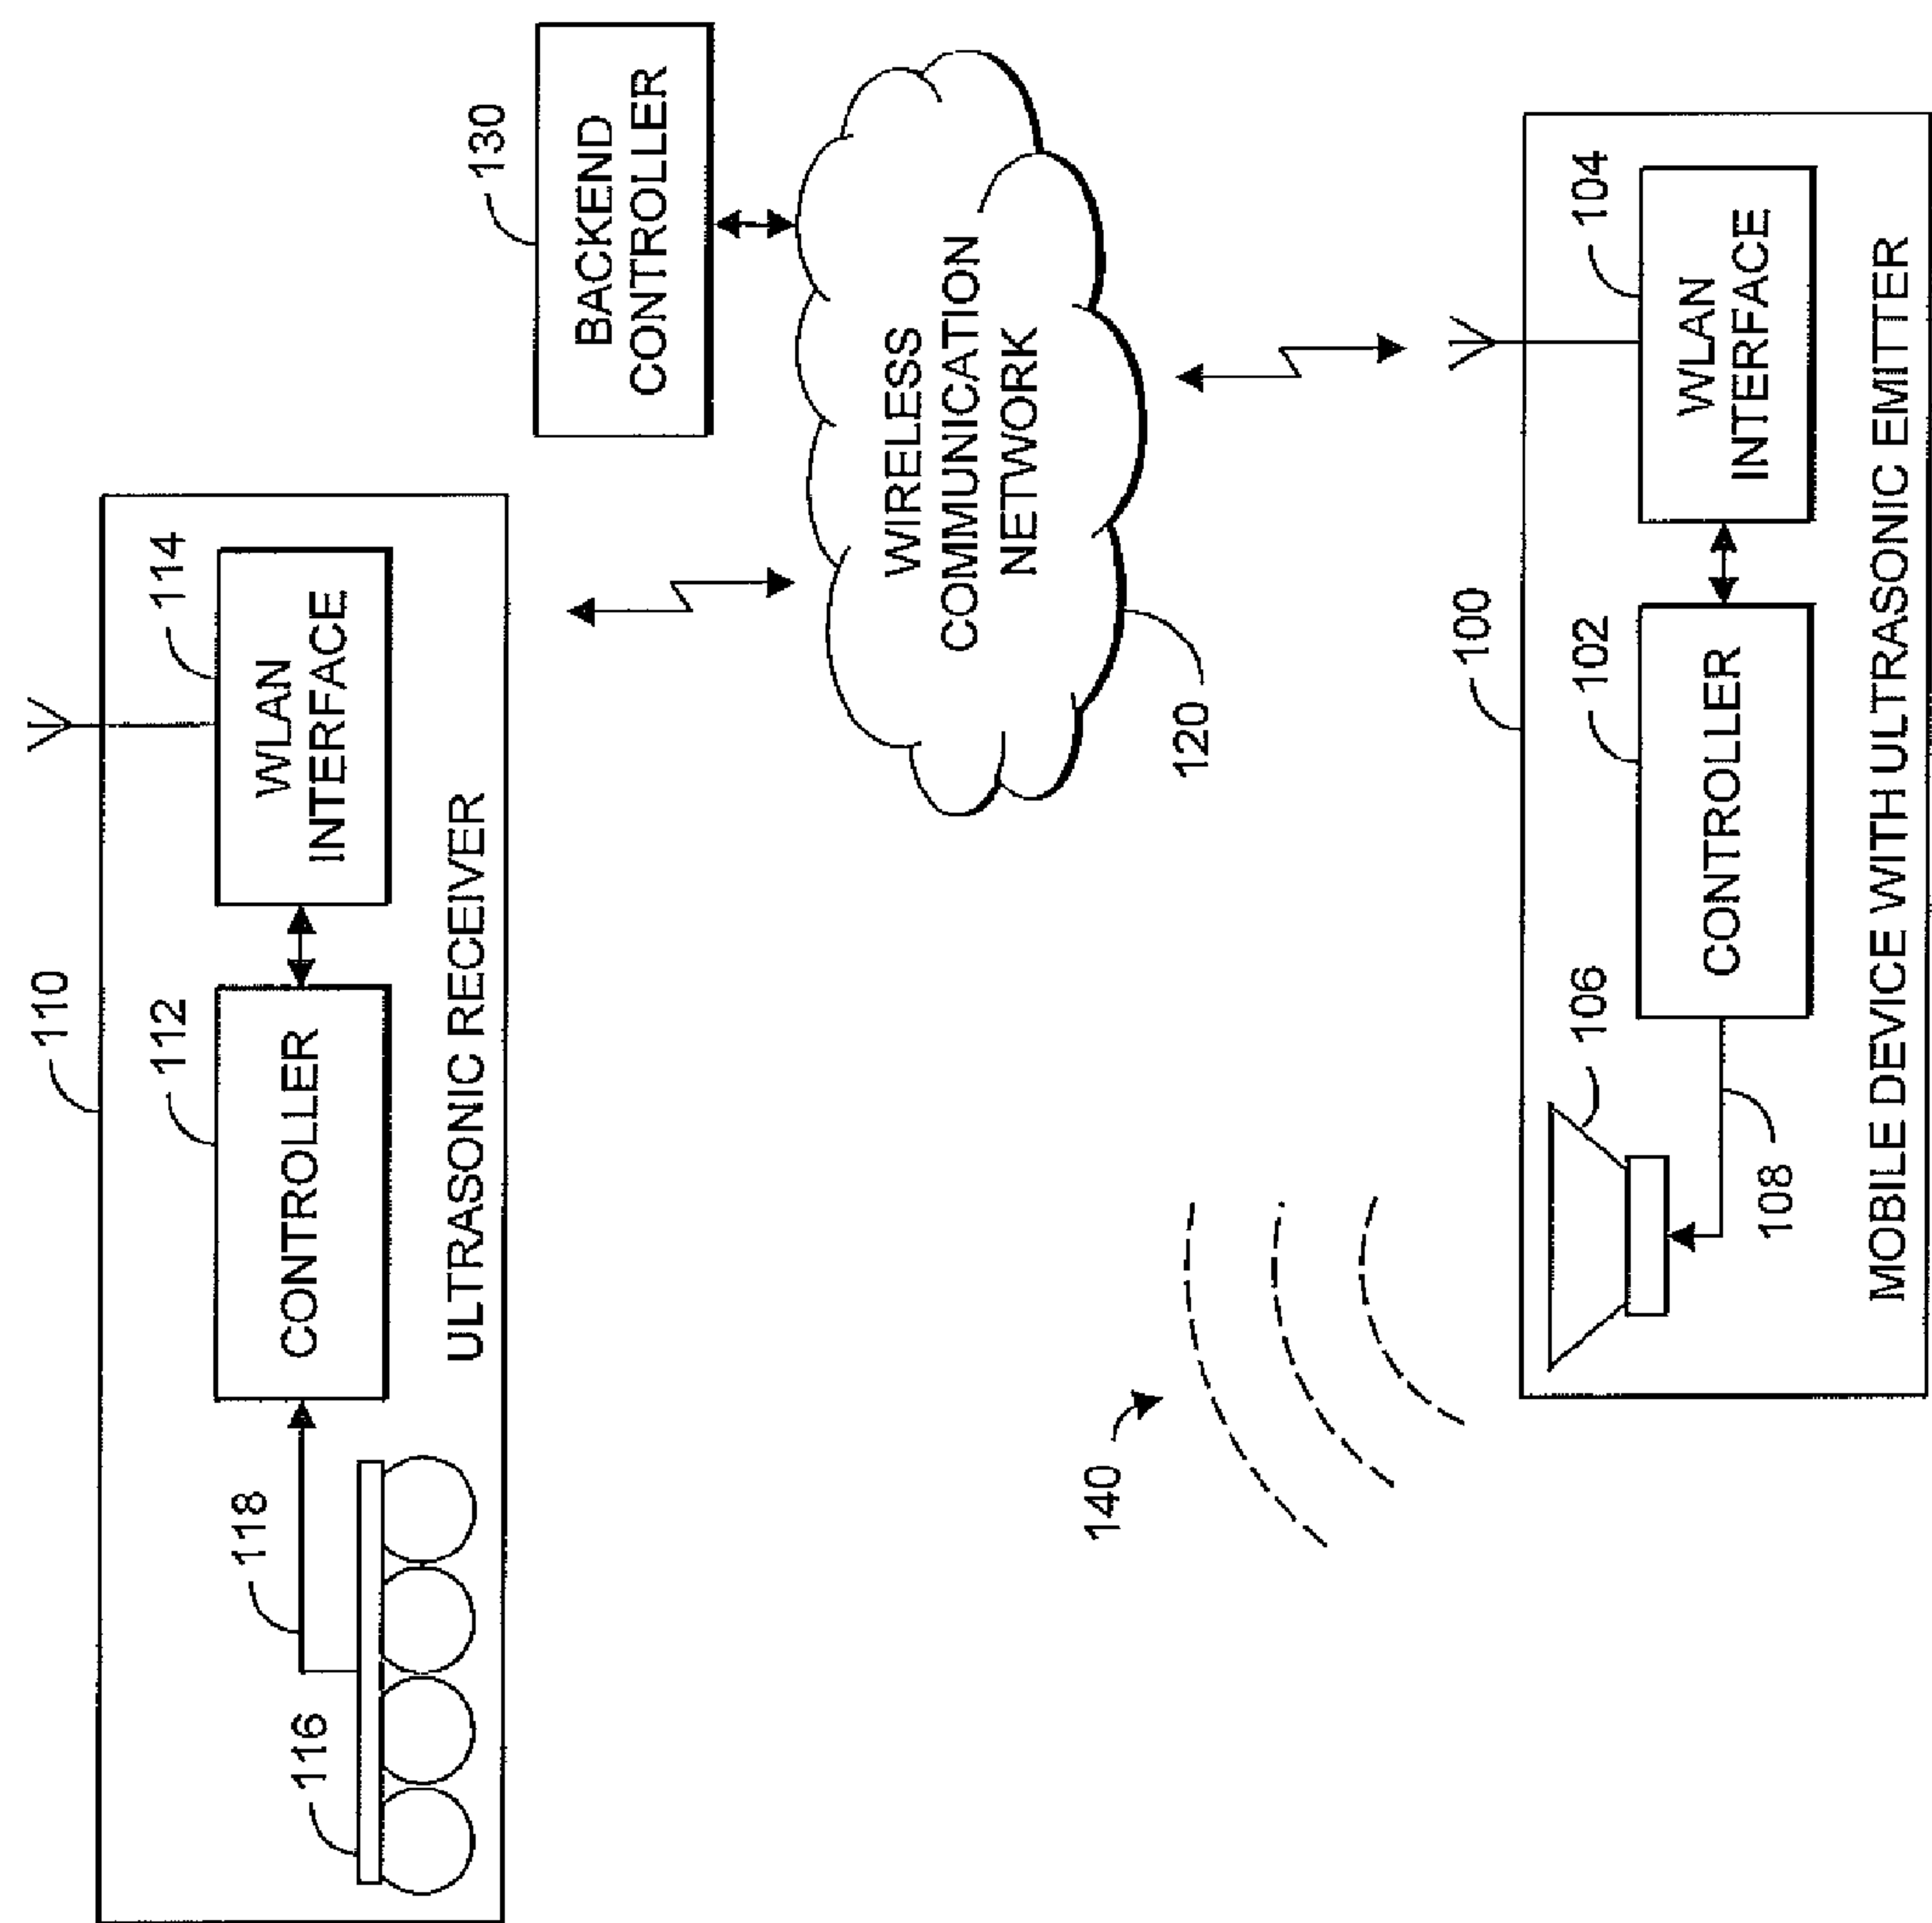 110
112
CONTROLLER
114
WLAN
INTERFACE
118
116
ULTRASONIC RECEIVER
130
BACKEND
CONTROLLER
WIRELESS
COMMUNICATION
NETWORK
120
140
100
106
102
CONTROLLER
104
WLAN
INTERFACE
108
MOBILE DEVICE WITH ULTRASONIC EMITTER